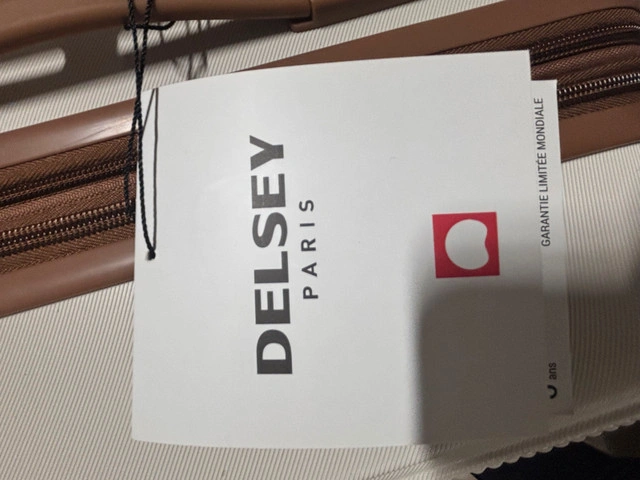 DELSEY
PARIS
GARANTIE LIMITÉE MONDIALE
ans